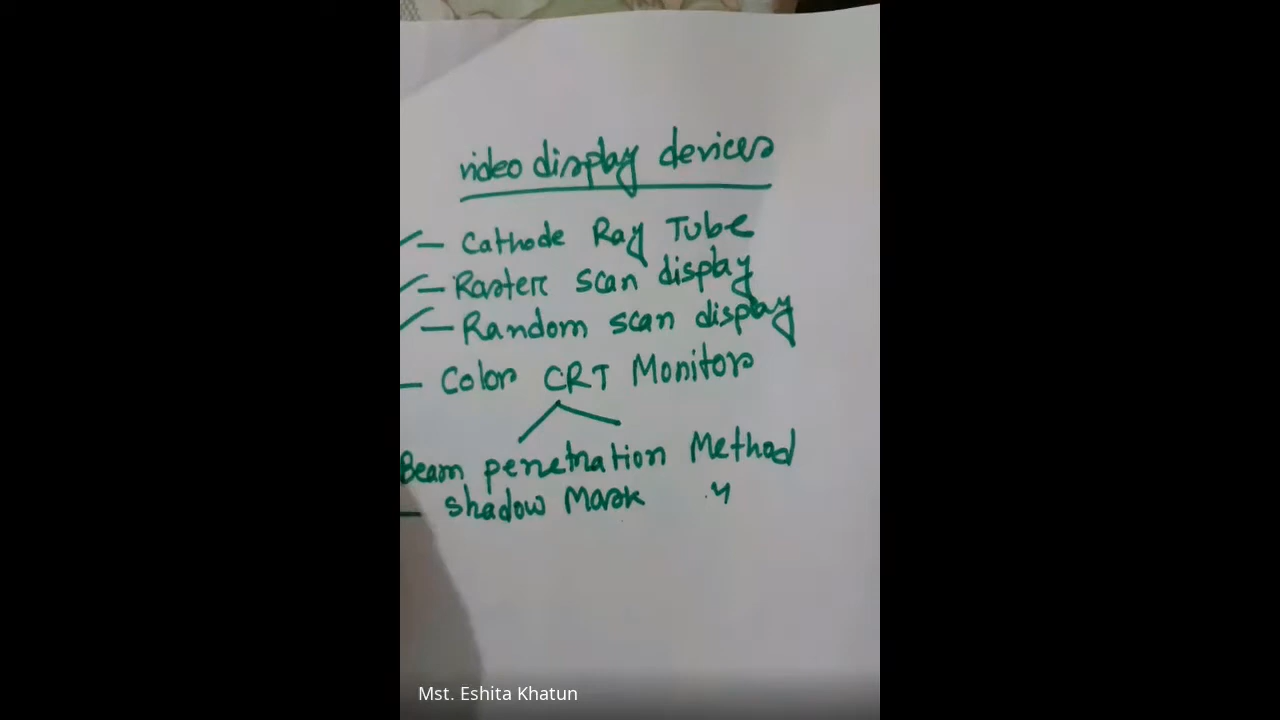 video display devices
— Cathode Ray Tube
— Raster scan display
— Random scan display
— Color CRT Monitors
Beam penetration Method
— shadow Mask "
Mst. Eshita Khatun